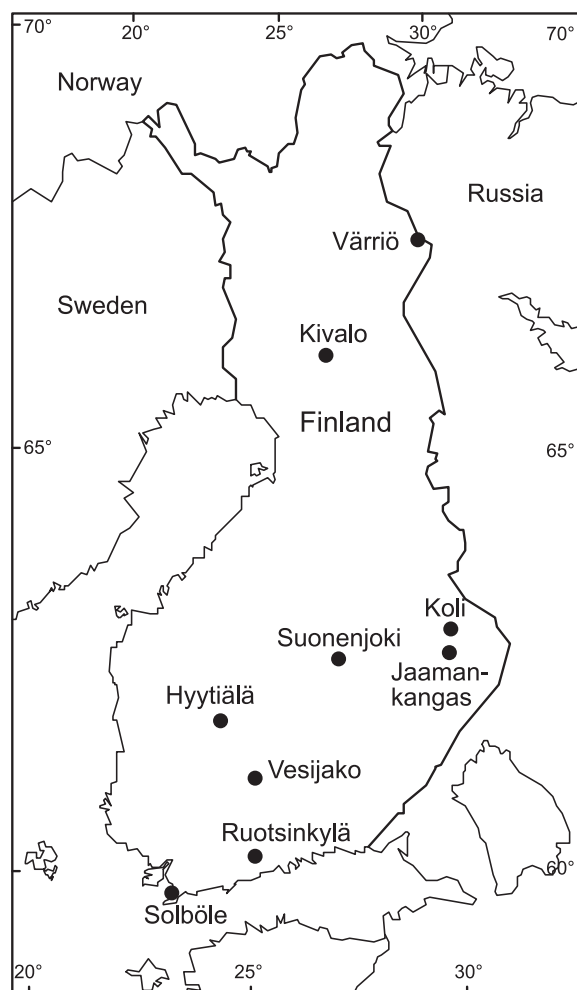 70° 20° 25° 30° 70°
Norway
Russia
Värriö
Sweden
Kivalo
Finland
65° 65°
Koli
Suonenjoki
Jaaman-
kangas
Hyytiälä
Vesijako
Ruotsinkylä
60°
Solböle
20° 25° 30°